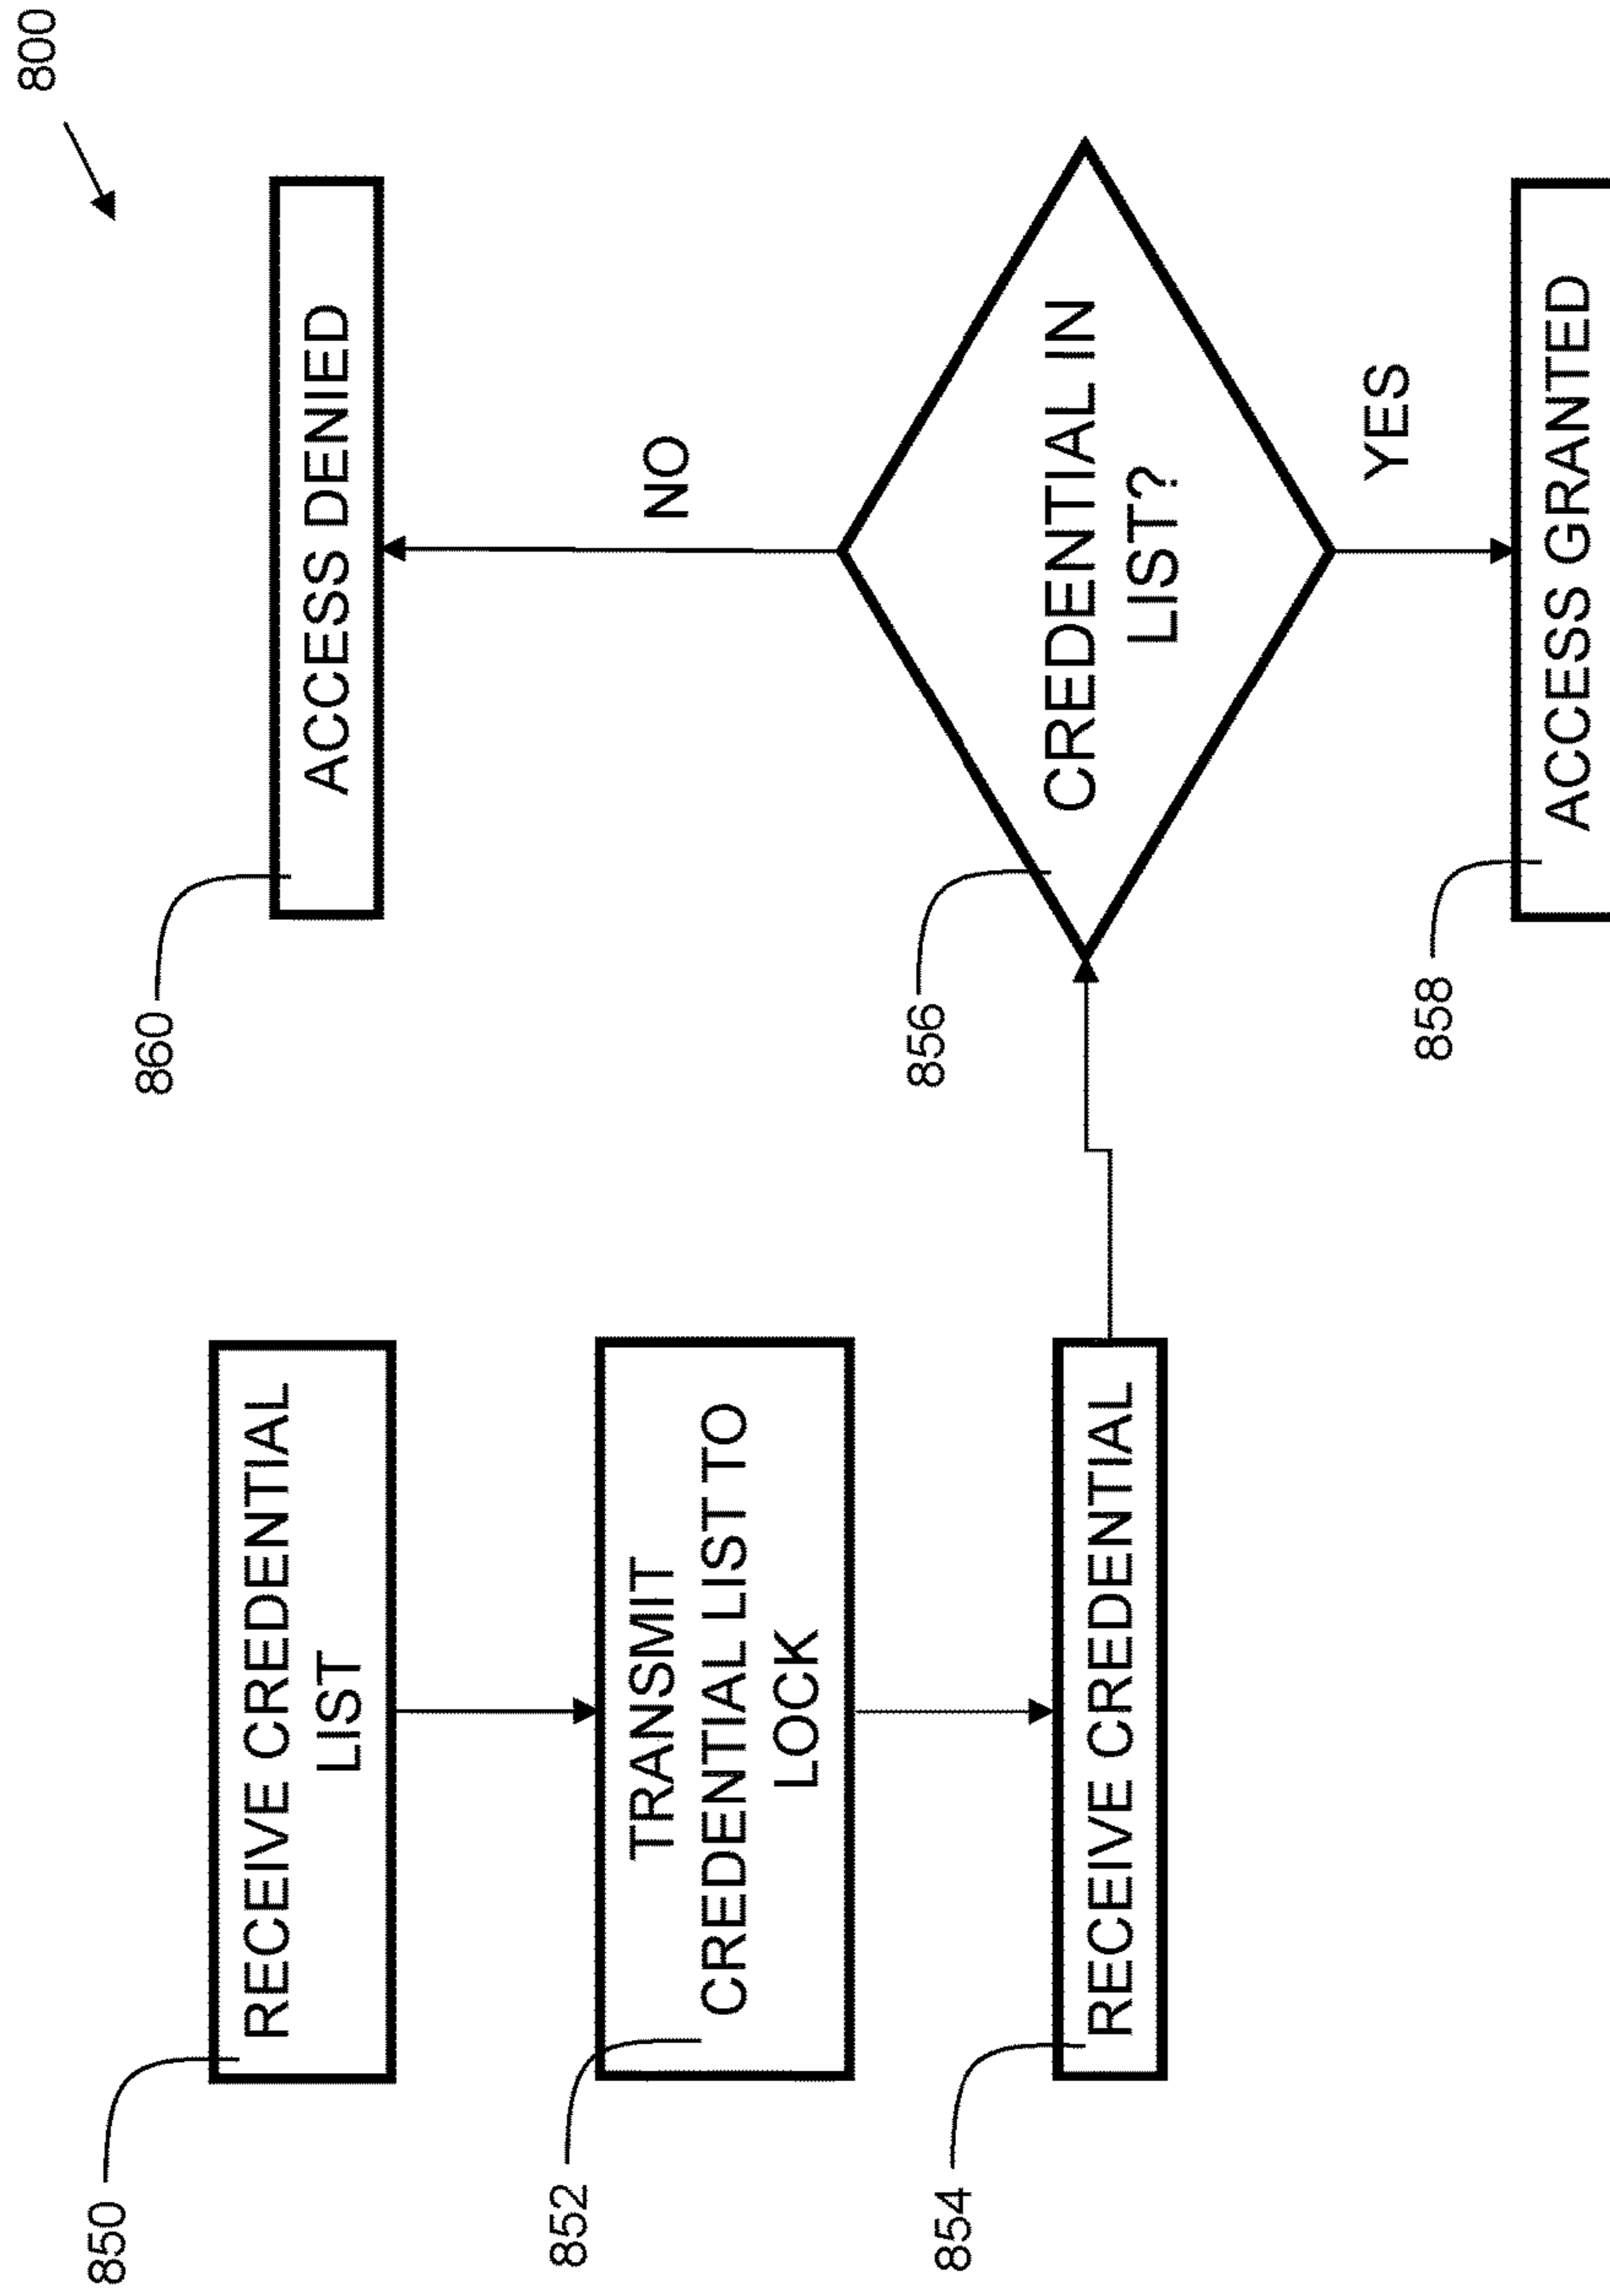 800
850
RECEIVE CREDENTIAL
LIST
852
TRANSMIT
CREDENTIAL LIST TO
LOCK
854
RECEIVE CREDENTIAL
860
ACCESS DENIED
NO
856
CREDENTIAL IN
LIST?
YES
858
ACCESS GRANTED